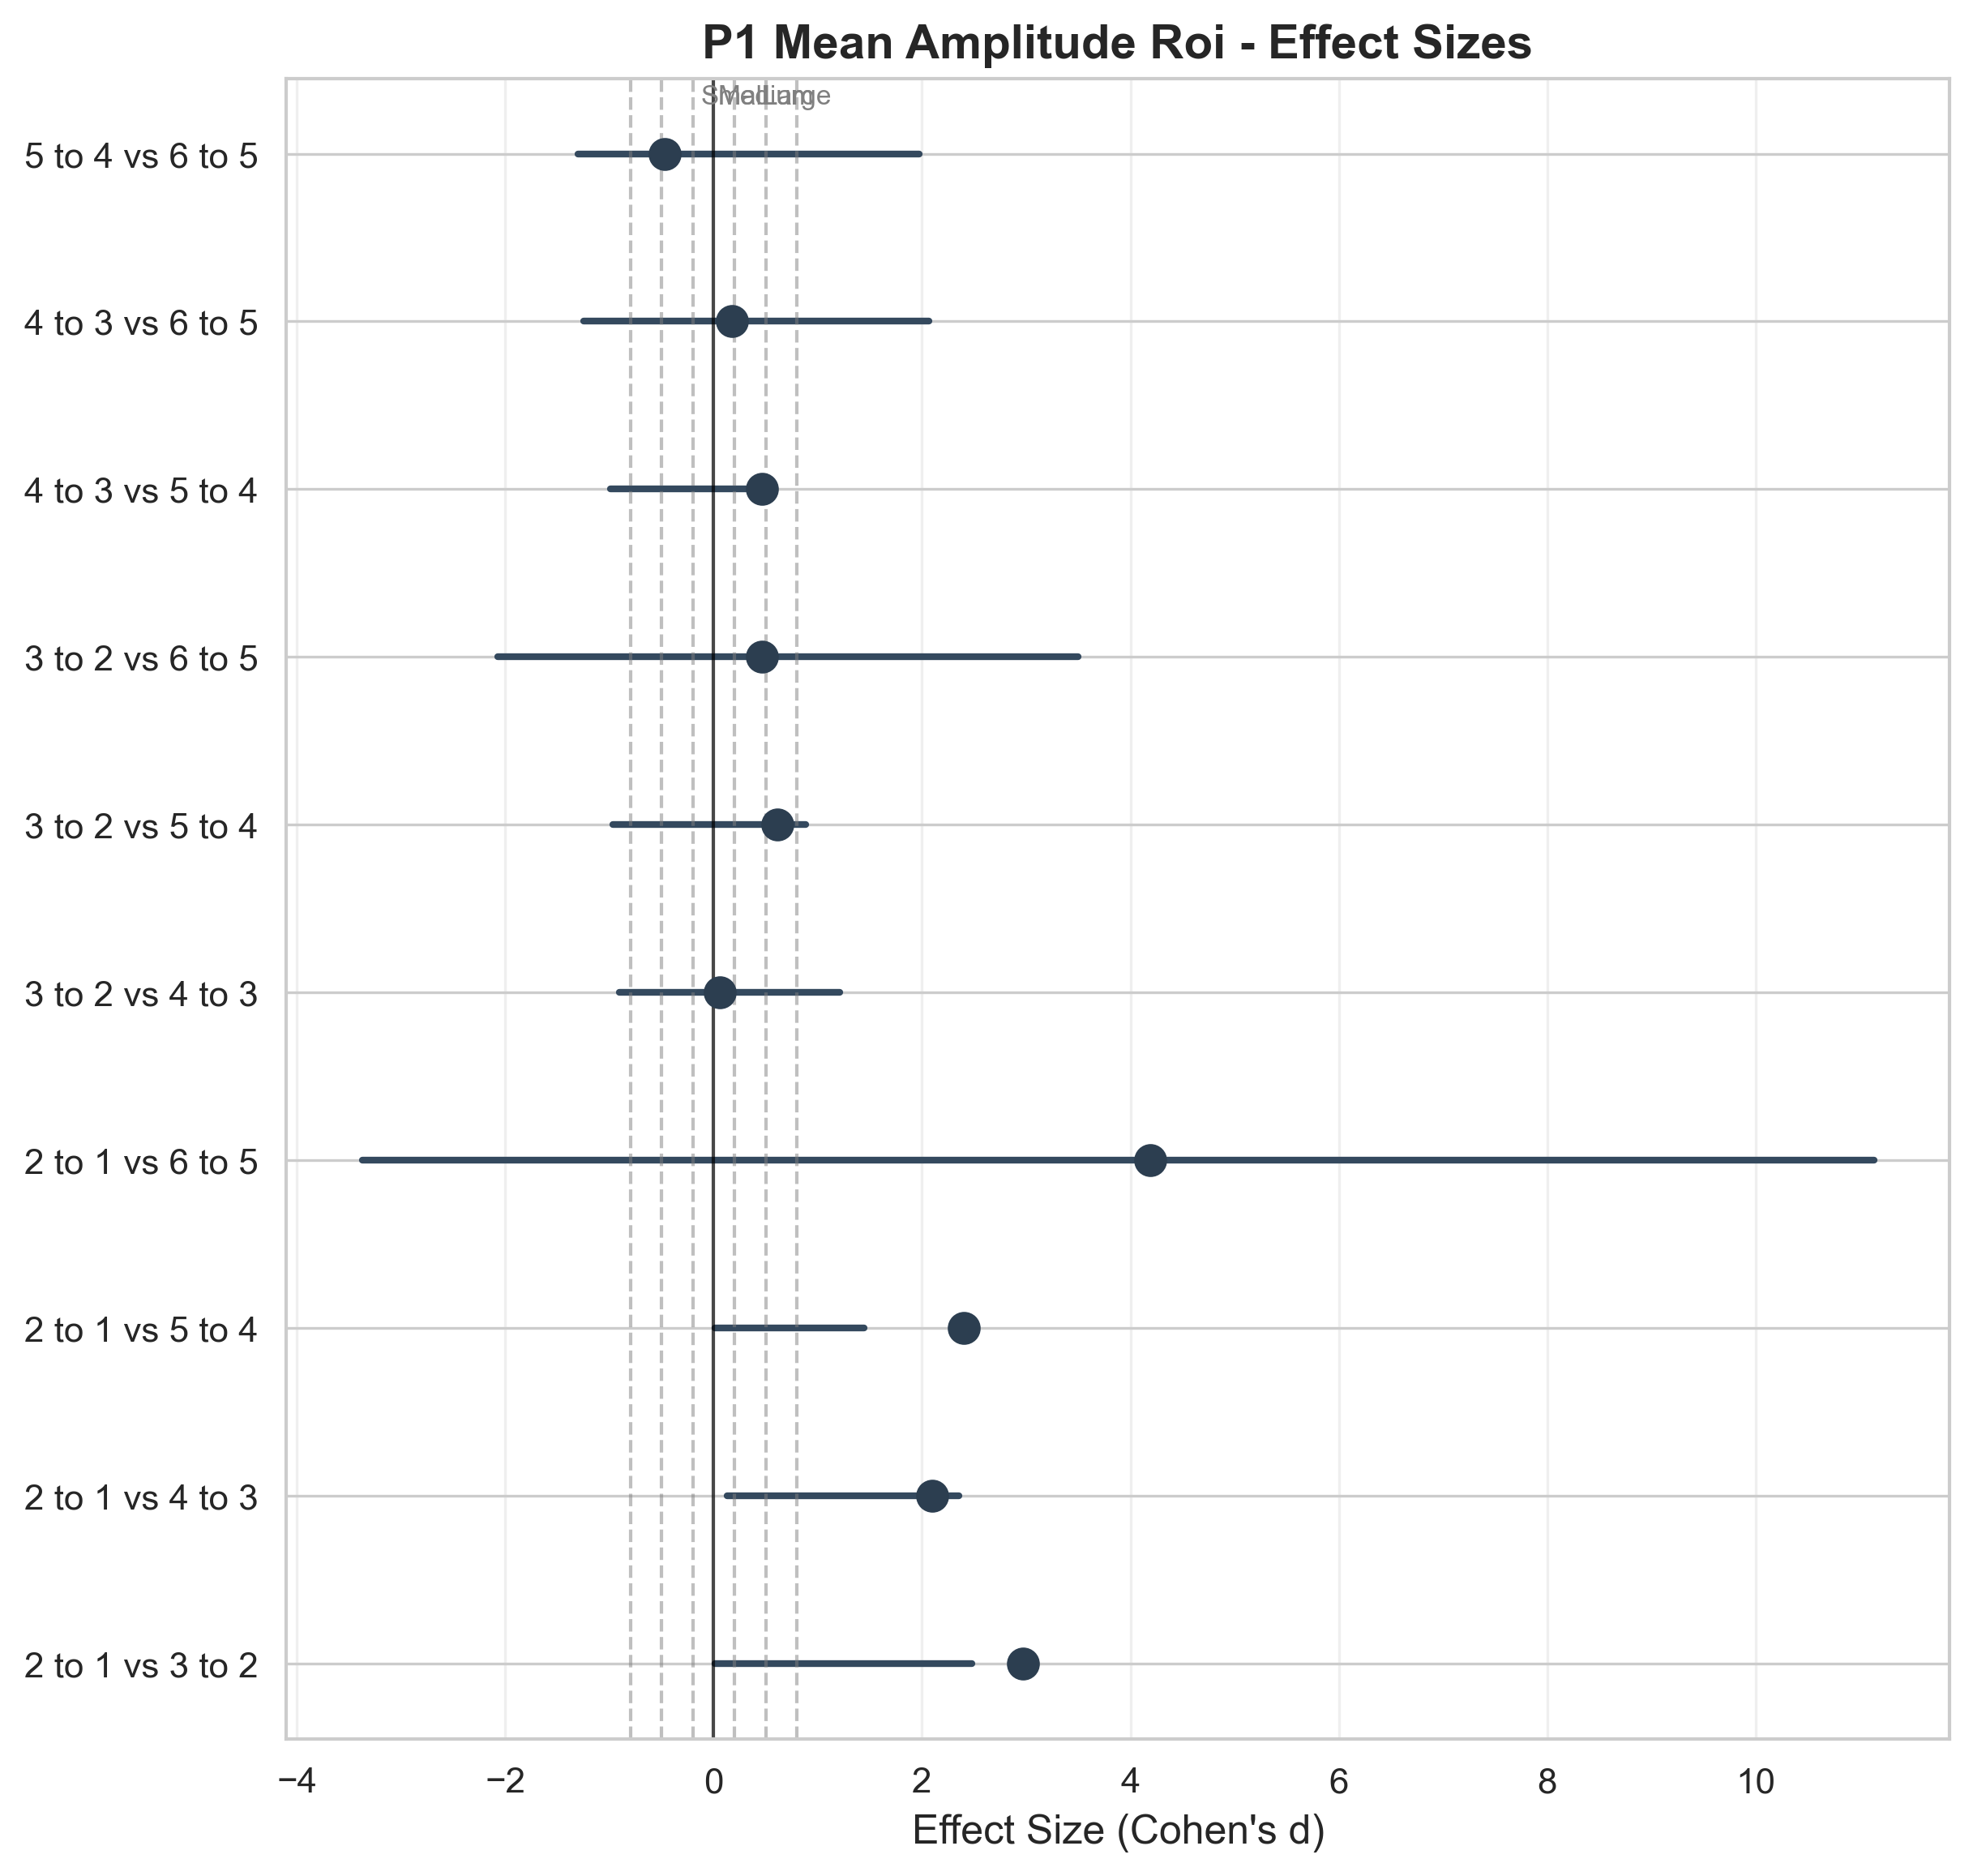 P1 Mean Amplitude Roi - Effect Sizes
Small Medium Large
5 to 4 vs 6 to 5
4 to 3 vs 6 to 5
4 to 3 vs 5 to 4
3 to 2 vs 6 to 5
3 to 2 vs 5 to 4
3 to 2 vs 4 to 3
2 to 1 vs 6 to 5
2 to 1 vs 5 to 4
2 to 1 vs 4 to 3
2 to 1 vs 3 to 2
−4 −2 0 2 4 6 8 10
Effect Size (Cohen's d)